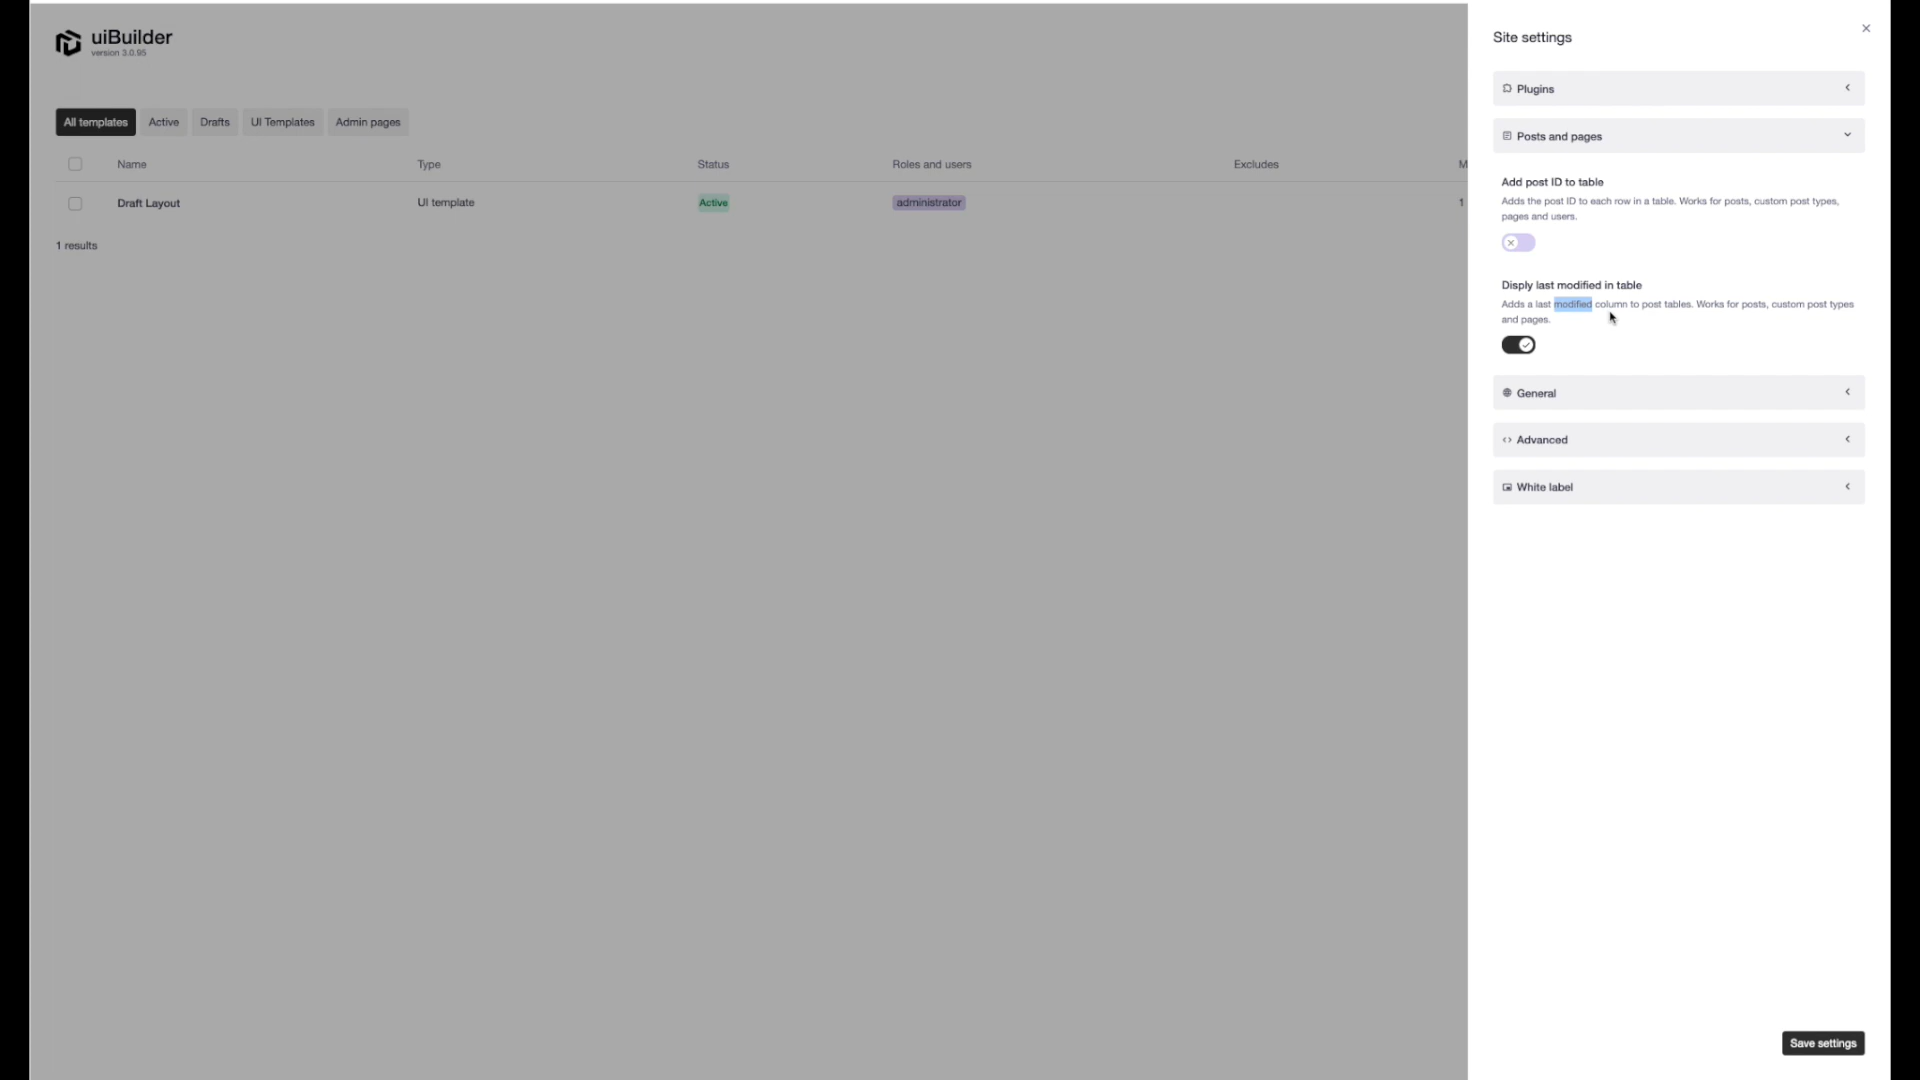 uiBuilder
version 3.0.95
All templates
Active
Drafts
UI Templates
Admin pages
Name
Type
Status
Roles and users
Excludes
M
Draft Layout
UI template
Active
administrator
1
1 results
Site settings
Plugins
Posts and pages
Add post ID to table
Adds the post ID to each row in a table. Works for posts, custom post types,
pages and users.
Disply last modified in table
Adds a last modified column to post tables. Works for posts, custom post types
and pages.
General
Advanced
White label
Save settings